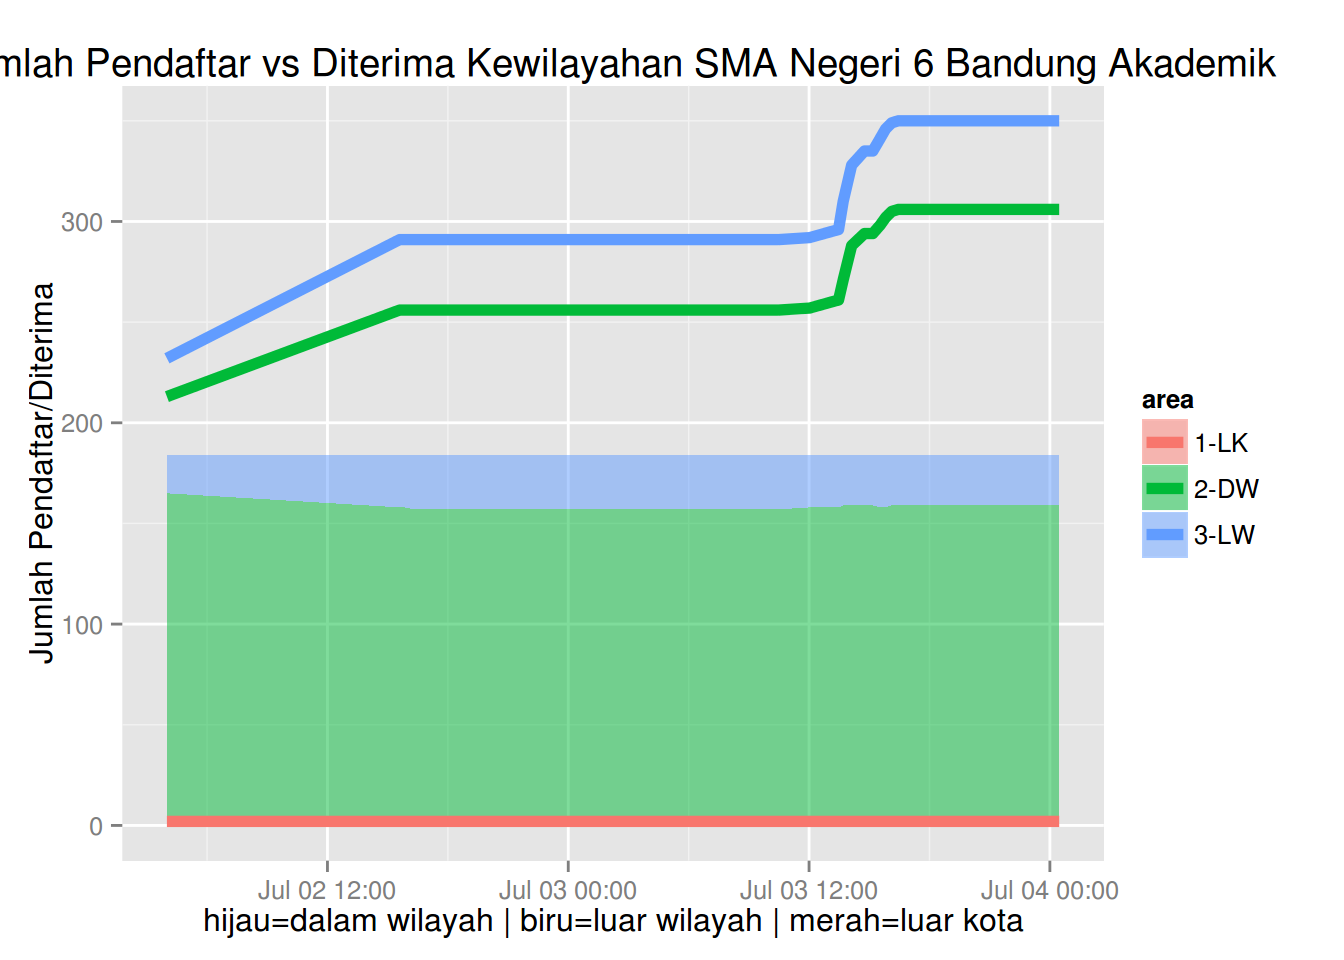 mlah Pendaftar vs Diterima Kewilayahan SMA Negeri 6 Bandung Akademik
Jumlah Pendaftar/Diterima
300
200
100
0
Jul 02 12:00
Jul 03 00:00
Jul 03 12:00
Jul 04 00:00
hijau=dalam wilayah | biru=luar wilayah | merah=luar kota
area
1-LK
2-DW
3-LW